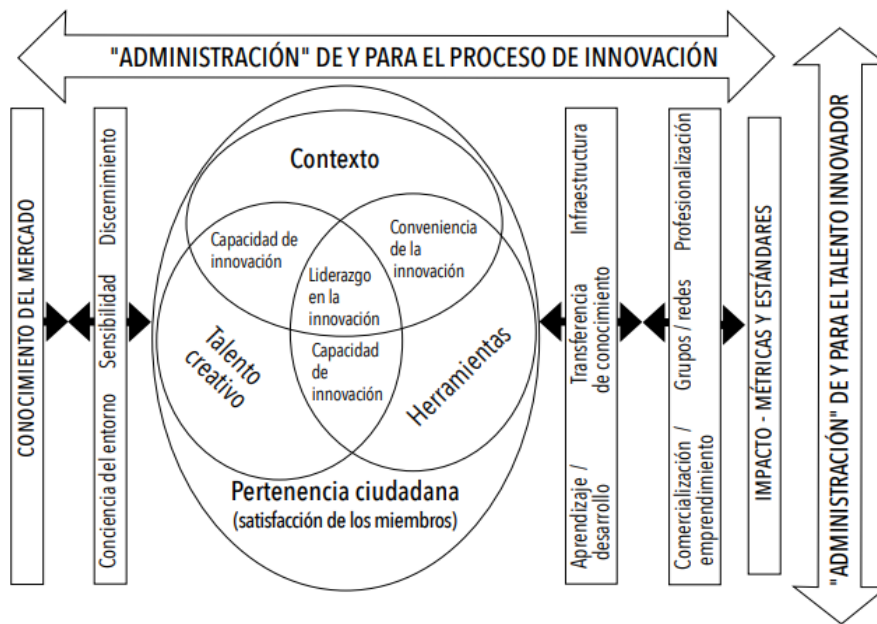 "ADMINISTRACIÓN" DE Y PARA EL PROCESO DE INNOVACIÓN
CONOCIMIENTO DEL MERCADO
Discernimiento
Sensibilidad
Conciencia del entorno
Contexto
Capacidad de
innovación
Conveniencia
de la
innovación
Liderazgo
en la
innovación
Talento
creativo
Capacidad
de
innovación
Herramientas
Pertenencia ciudadana
(satisfacción de los miembros)
Infraestructura
Transferencia
de conocimiento
Aprendizaje /
desarrollo
Profesionalización
Grupos / redes
Comercialización /
emprendimiento
IMPACTO - MÉTRICAS Y ESTÁNDARES
"ADMINISTRACIÓN" DE Y PARA EL TALENTO INNOVADOR